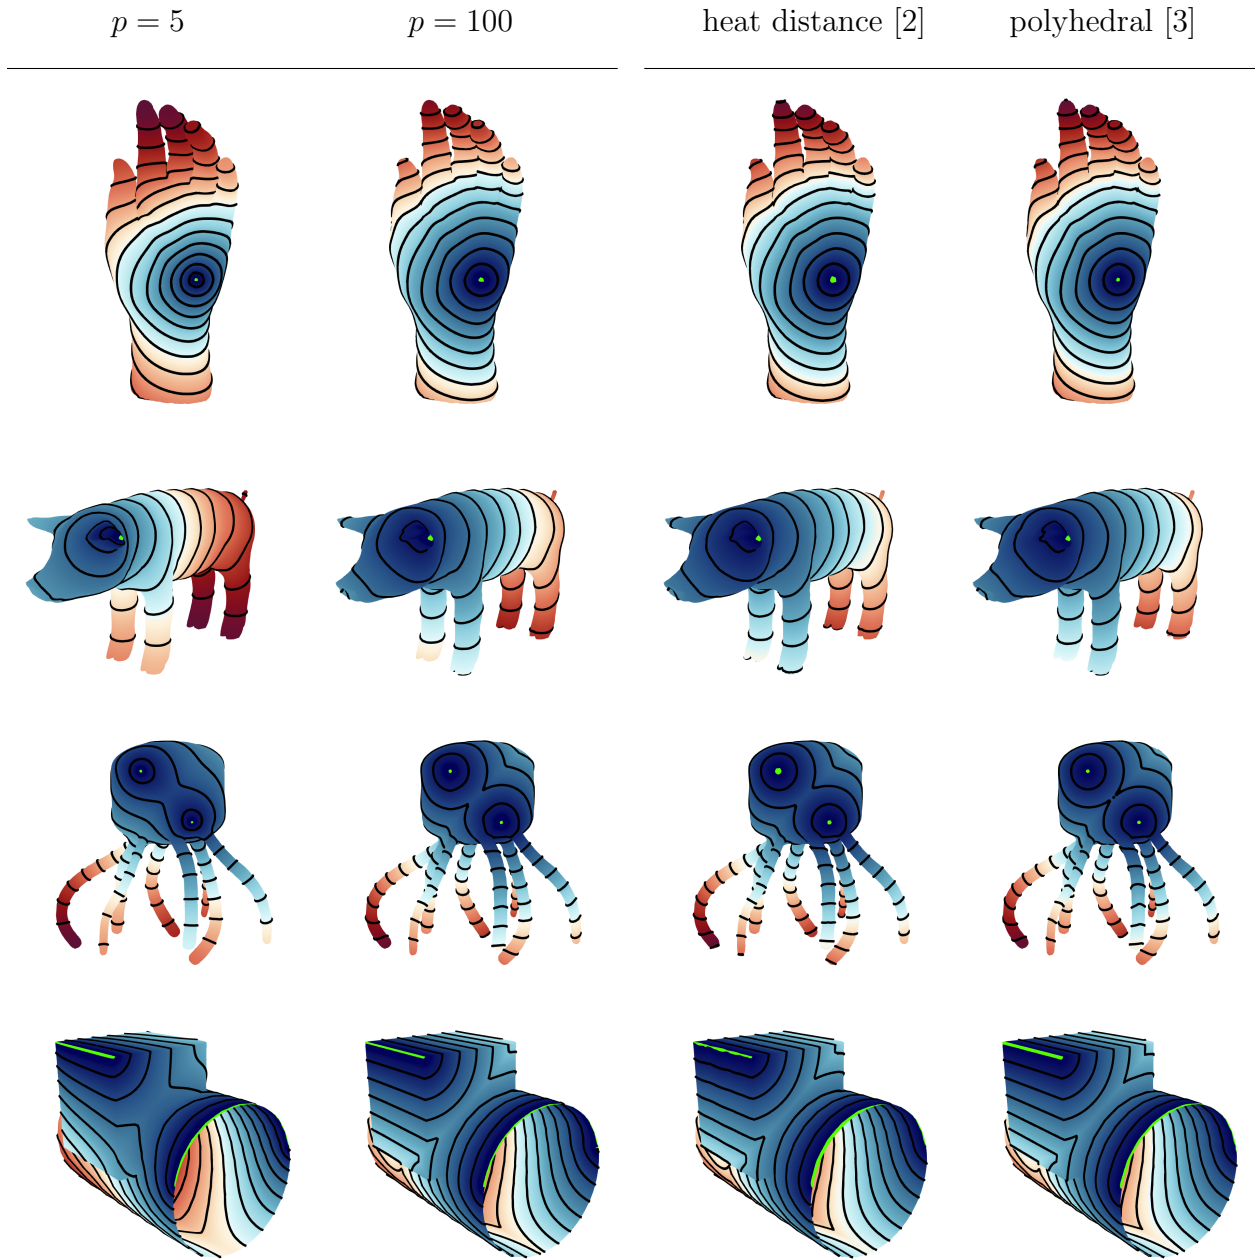 p = 5 p = 100 heat distance [2] polyhedral [3]